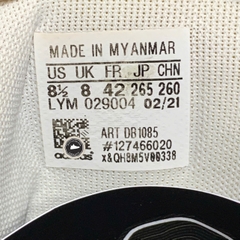 MADE IN MYANMAR
US UK FR JP CHN
8½ 8 42 265 260
LYM 029004 02/21
ART DB1085
#127466020